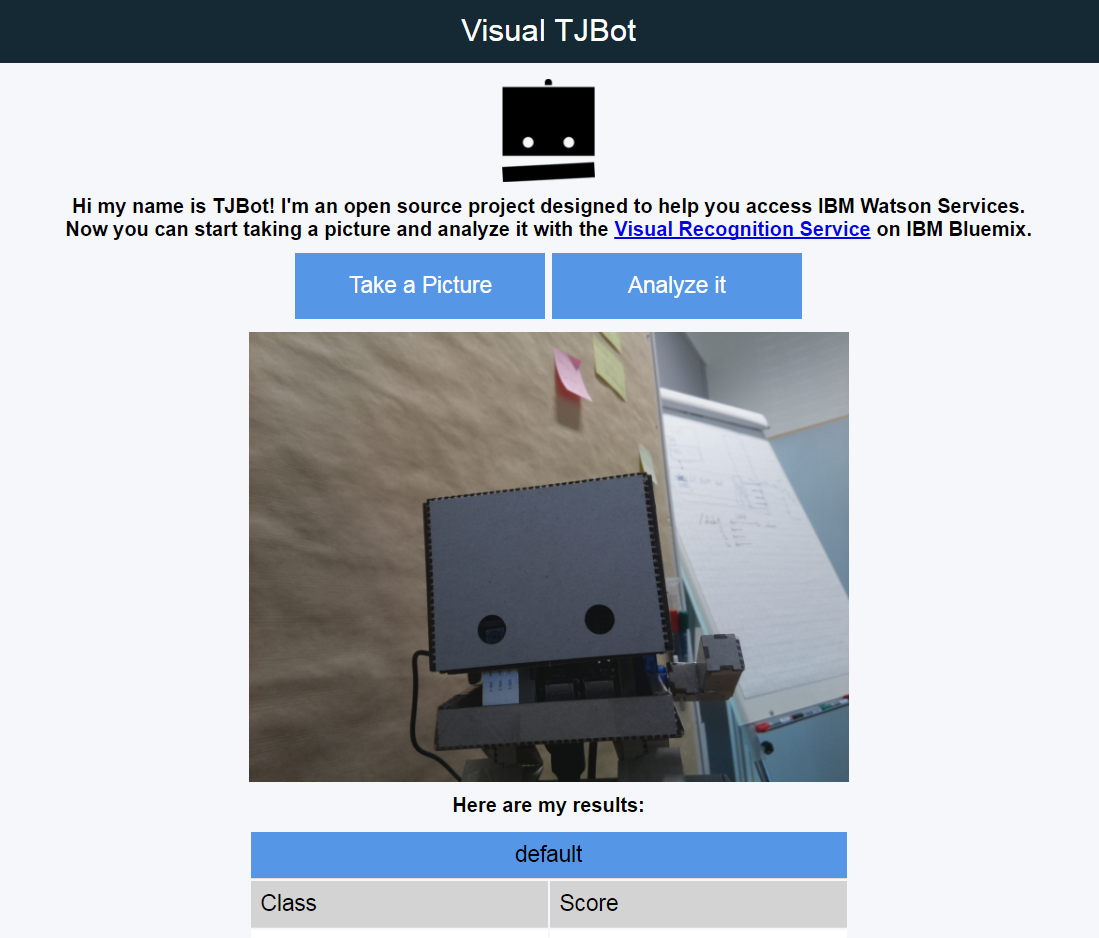 Visual TJBot
Hi my name is TJBot! I'm an open source project designed to help you access IBM Watson Services.
Now you can start taking a picture and analyze it with the Visual Recognition Service on IBM Bluemix.
Take a Picture
Analyze it
Here are my results:
default
Class
Score